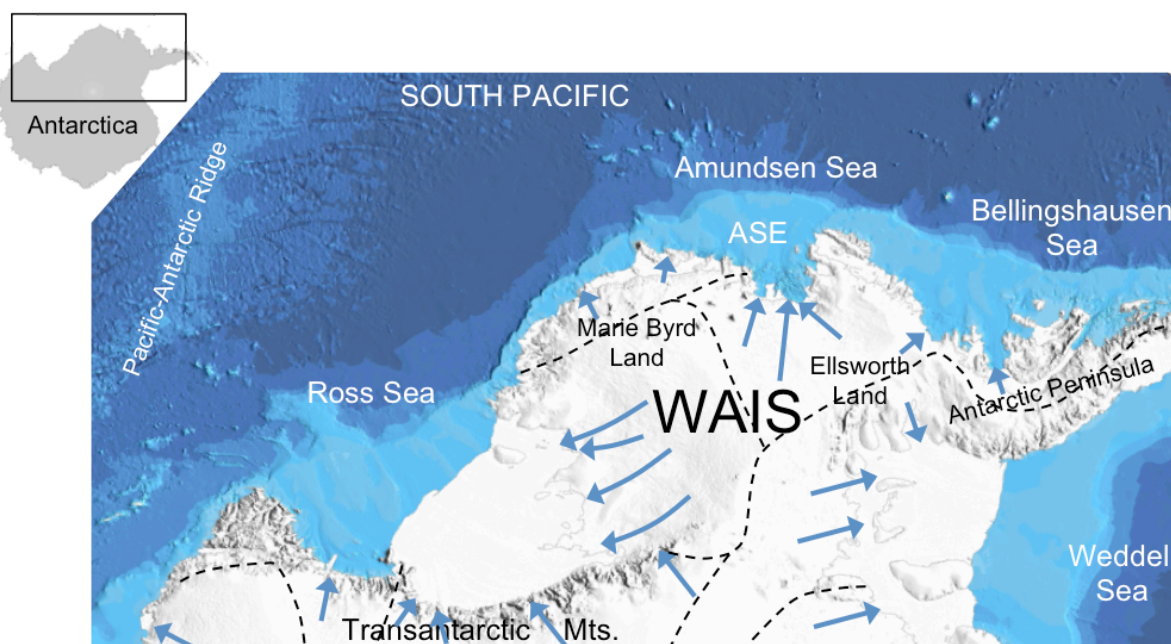 Antarctica
SOUTH PACIFIC
Pacific-Antarctic Ridge
Amundsen Sea
Bellingshausen
Sea
ASE
Marie Byrd
Land
Ellsworth
Land
Ross Sea
WAIS
Antarctic Peninsula
Weddel
Sea
Transantarctic Mts.